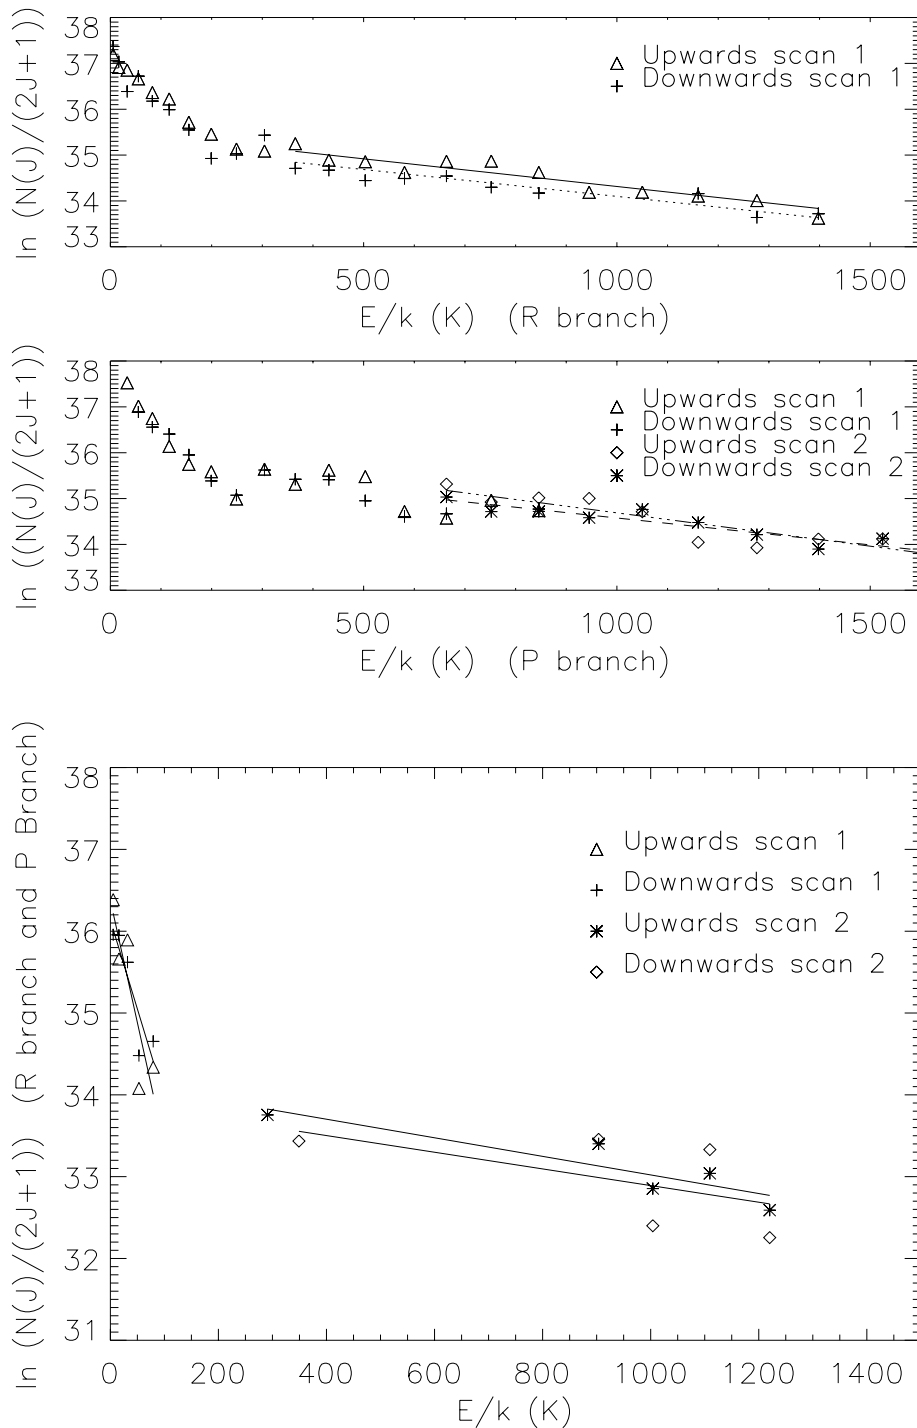 38
37
36
35
34
33
ln (N(J)/(2J+1))
Upwards scan 1
Downwards scan 1
0 500 1000 1500
E/k (K) (R branch)
38
37
36
35
34
33
ln ((N(J)/(2J+1))
Upwards scan 1
Downwards scan 1
Upwards scan 2
Downwards scan 2
0 500 1000 1500
E/k (K) (P branch)
38
37
36
35
34
33
32
31
ln (N(J)/(2J+1)) (R branch and P Branch)
Upwards scan 1
Downwards scan 1
Upwards scan 2
Downwards scan 2
0 200 400 600 800 1000 1200 1400
E/k (K)